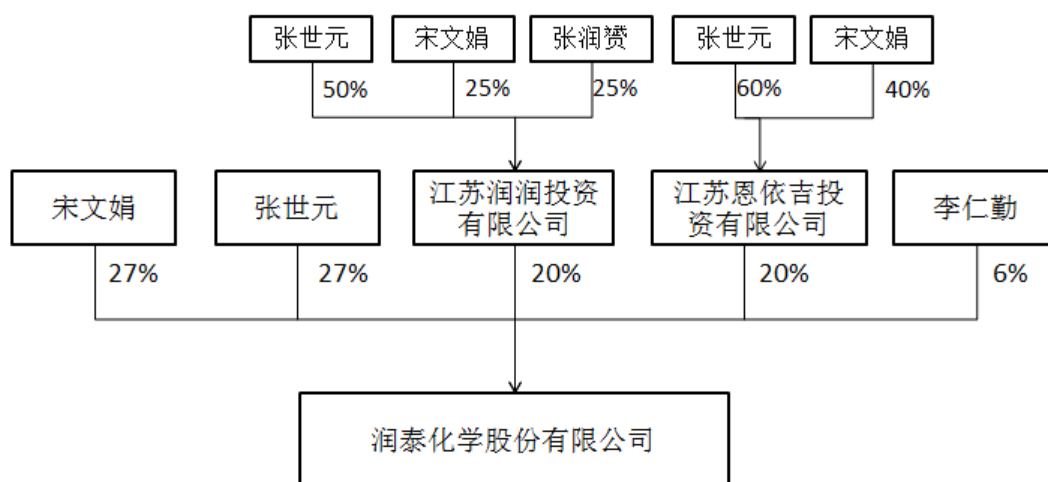 张世元
宋文娟
张润赟
张世元
宋文娟
50%
25%
25%
60%
40%
宋文娟
张世元
江苏润润投资
有限公司
江苏恩依吉投
资有限公司
李仁勤
27%
27%
20%
20%
6%
润泰化学股份有限公司